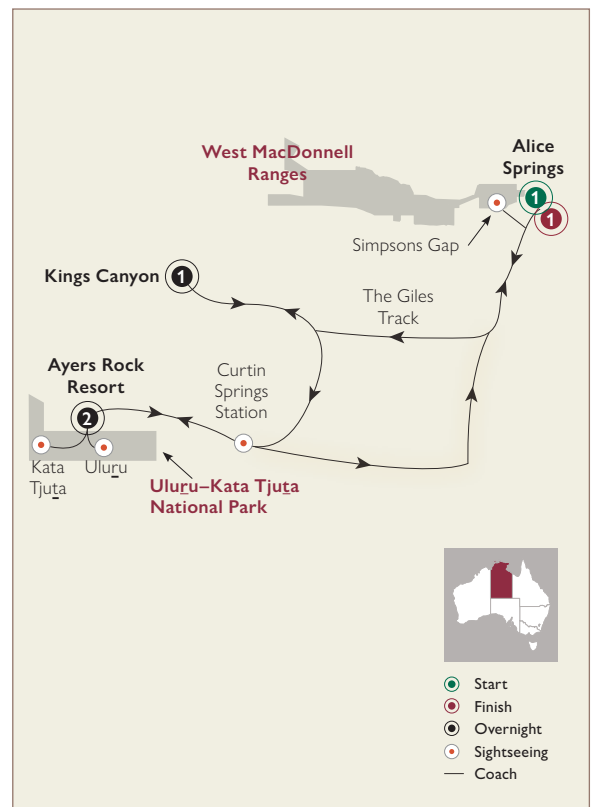 West MacDonnell
Ranges
Alice
Springs
1
1
Simpsons Gap
Kings Canyon
1
The Giles
Track
Ayers Rock
Resort
2
Curtin
Springs
Station
Kata
Tjuṯa
Uluṟu
Uluṟu–Kata Tjuṯa
National Park
Start
Finish
Overnight
Sightseeing
Coach